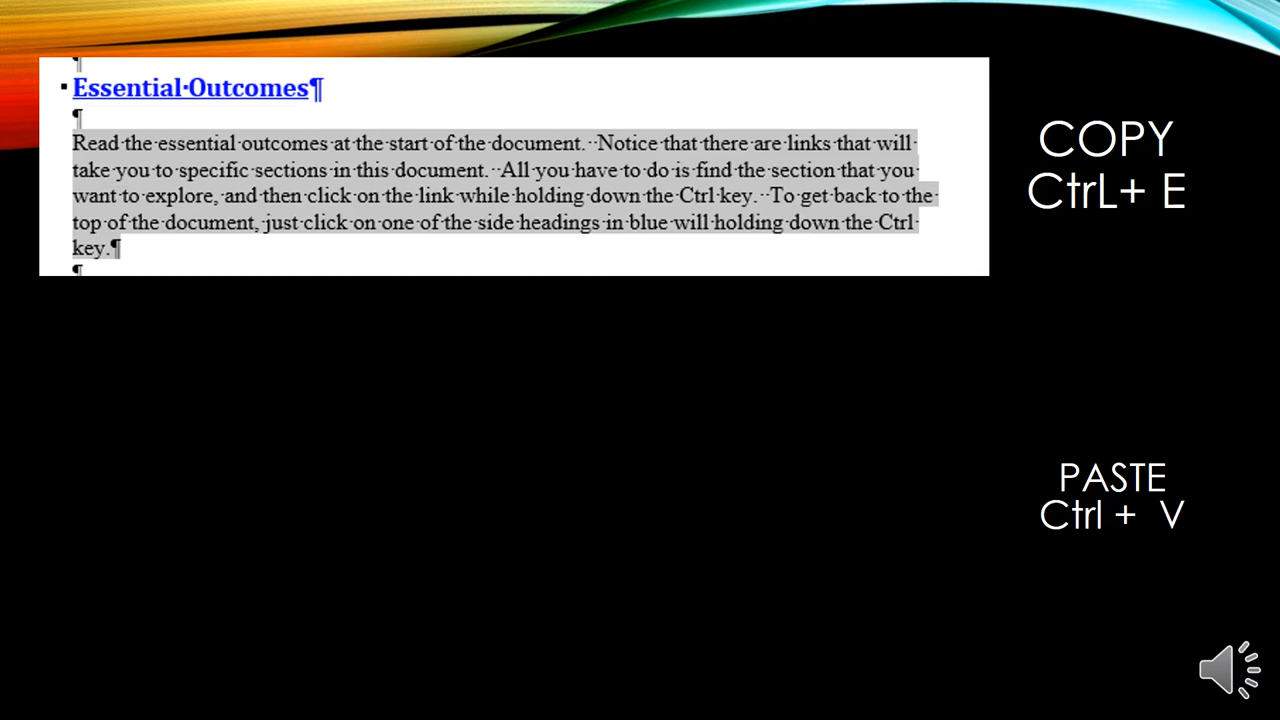 Essential Outcomes¶
¶
Read the essential outcomes at the start of the document.  Notice that there are links that will
take you to specific sections in this document.  All you have to do is find the section that you
want to explore, and then click on the link while holding down the Ctrl key.  To get back to the
top of the document, just click on one of the side headings in blue will holding down the Ctrl
key.¶
COPY
CtrL+ E
PASTE
Ctrl +  V